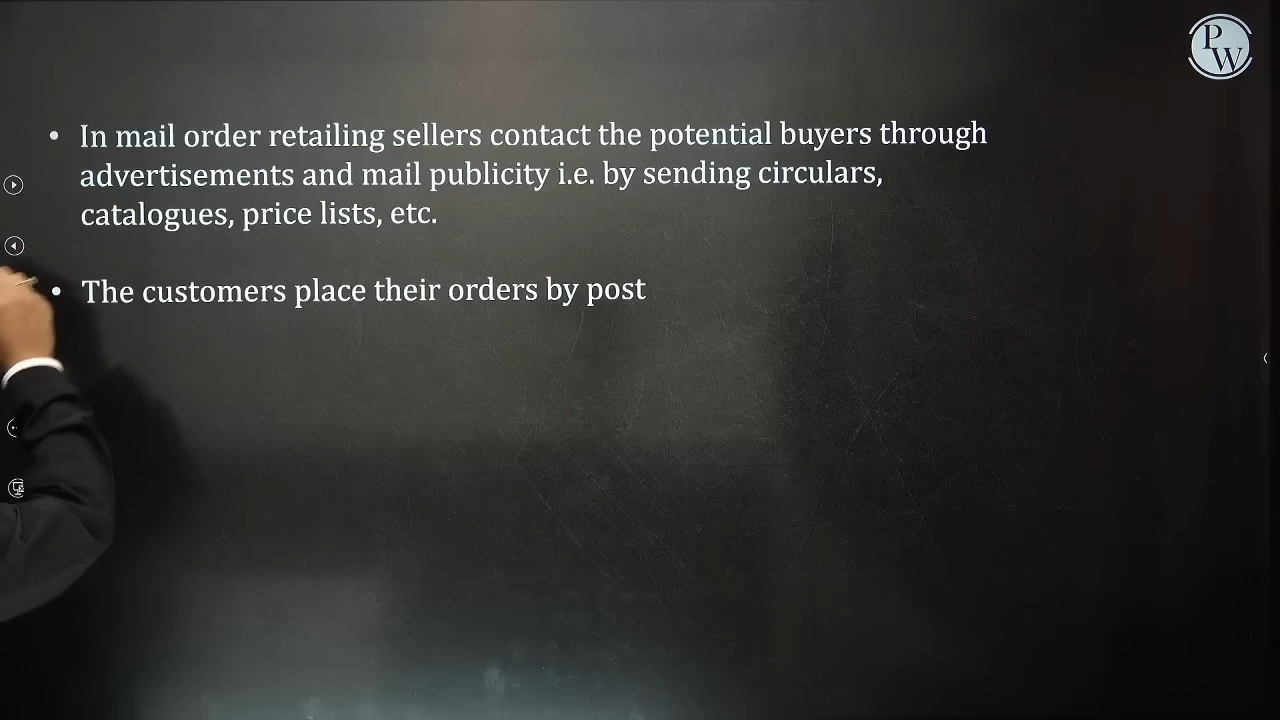 PW
• In mail order retailing sellers contact the potential buyers through
advertisements and mail publicity i.e. by sending circulars,
catalogues, price lists, etc.
• The customers place their orders by post